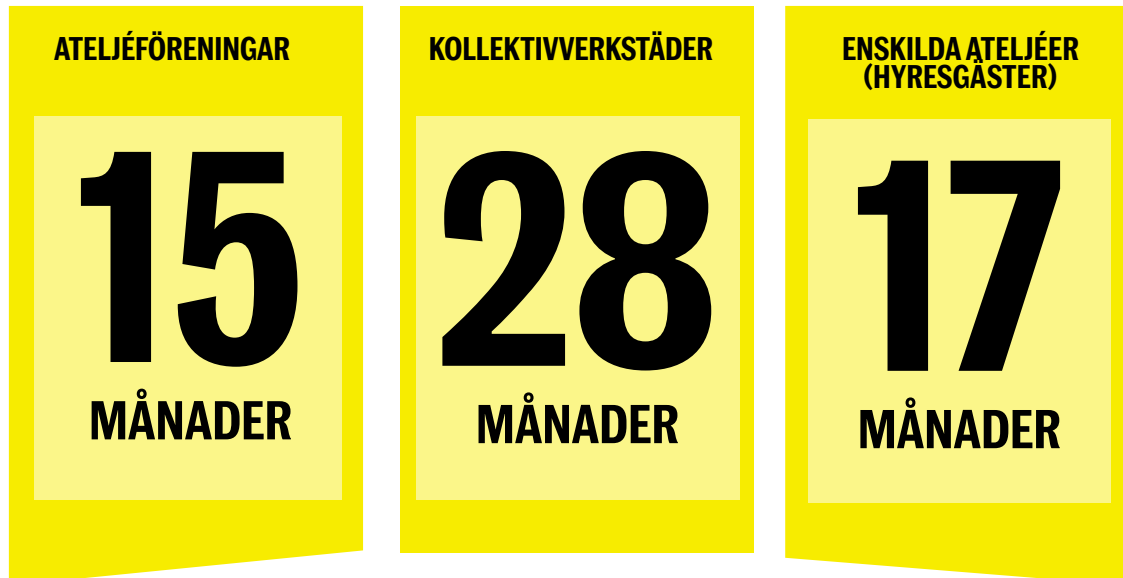 ATELJÉFÖRENINGAR
15
MÅNADER
KOLLEKTIVVERKSTÄDER
28
MÅNADER
ENSKILDA ATELJÉER
(HYRESGÄSTER)
17
MÅNADER